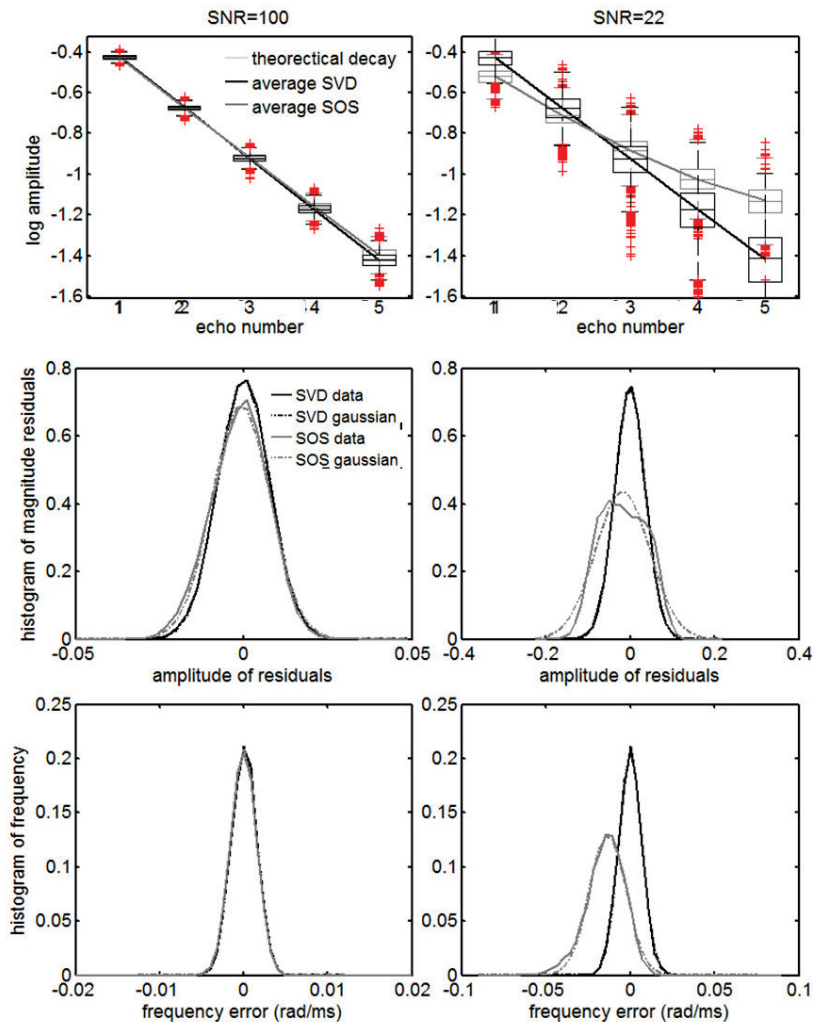 SNR=100
SNR=22
log amplitude
-0.4
-0.6
-0.8
-1
-1.2
-1.4
-1.6
theorectical decay
average SVD
average SOS
1 22 3 4 5
echo number
-0.4
-0.6
-0.8
-1
-1.2
-1.4
-1.6
1 2 3 4 5
echo number
histogram of magnitude residuals
0.8
0.6
0.4
0.2
0
SVD data
SVD gaussian
SOS data
SOS gaussian
-0.05 0 0.05
amplitude of residuals
0.8
0.6
0.4
0.2
0
-0.4 -0.2 0 0.2 0.4
amplitude of residuals
histogram of frequency
0.25
0.2
0.15
0.1
0.05
0
-0.02 -0.01 0 0.01 0.02
frequency error (rad/ms)
0.25
0.2
0.15
0.1
0.05
0
-0.1 -0.05 0 0.05 0.1
frequency error (rad/ms)